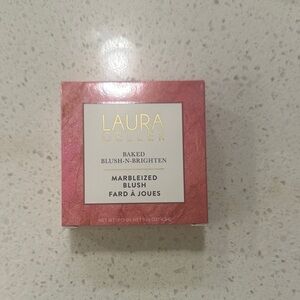 LAURA
GELLER
BAKED
BLUSH-N-BRIGHTEN
MARBLEIZED
BLUSH
FARD À JOUES